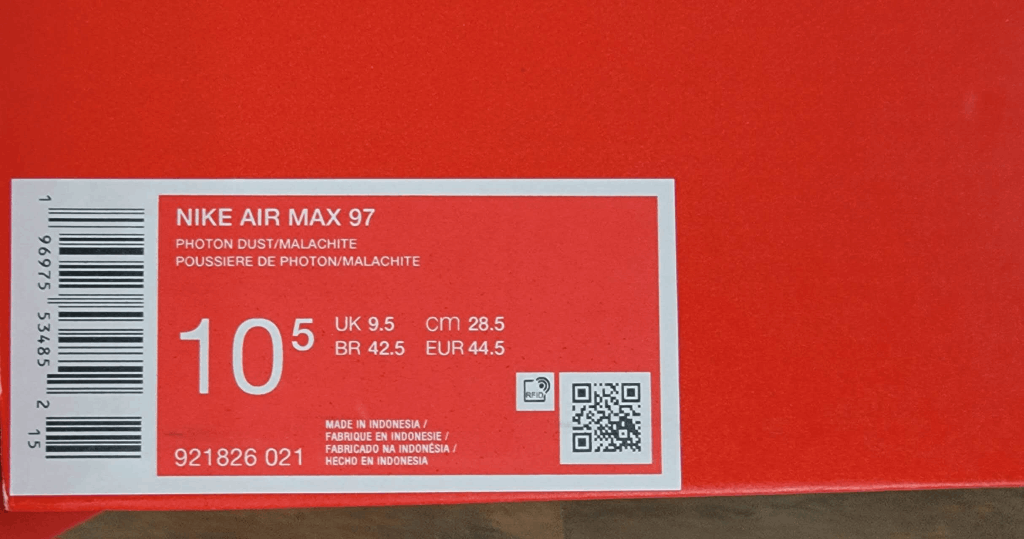 1 96975 53485 2 15
NIKE AIR MAX 97
PHOTON DUST/MALACHITE
POUSSIERE DE PHOTON/MALACHITE
10 5 UK 9.5 cm 28.5
BR 42.5 EUR 44.5
RFID
921826 021
MADE IN INDONESIA /
FABRIQUE EN INDONESIE /
FABRICADO NA INDONÉSIA /
HECHO EN INDONESIA